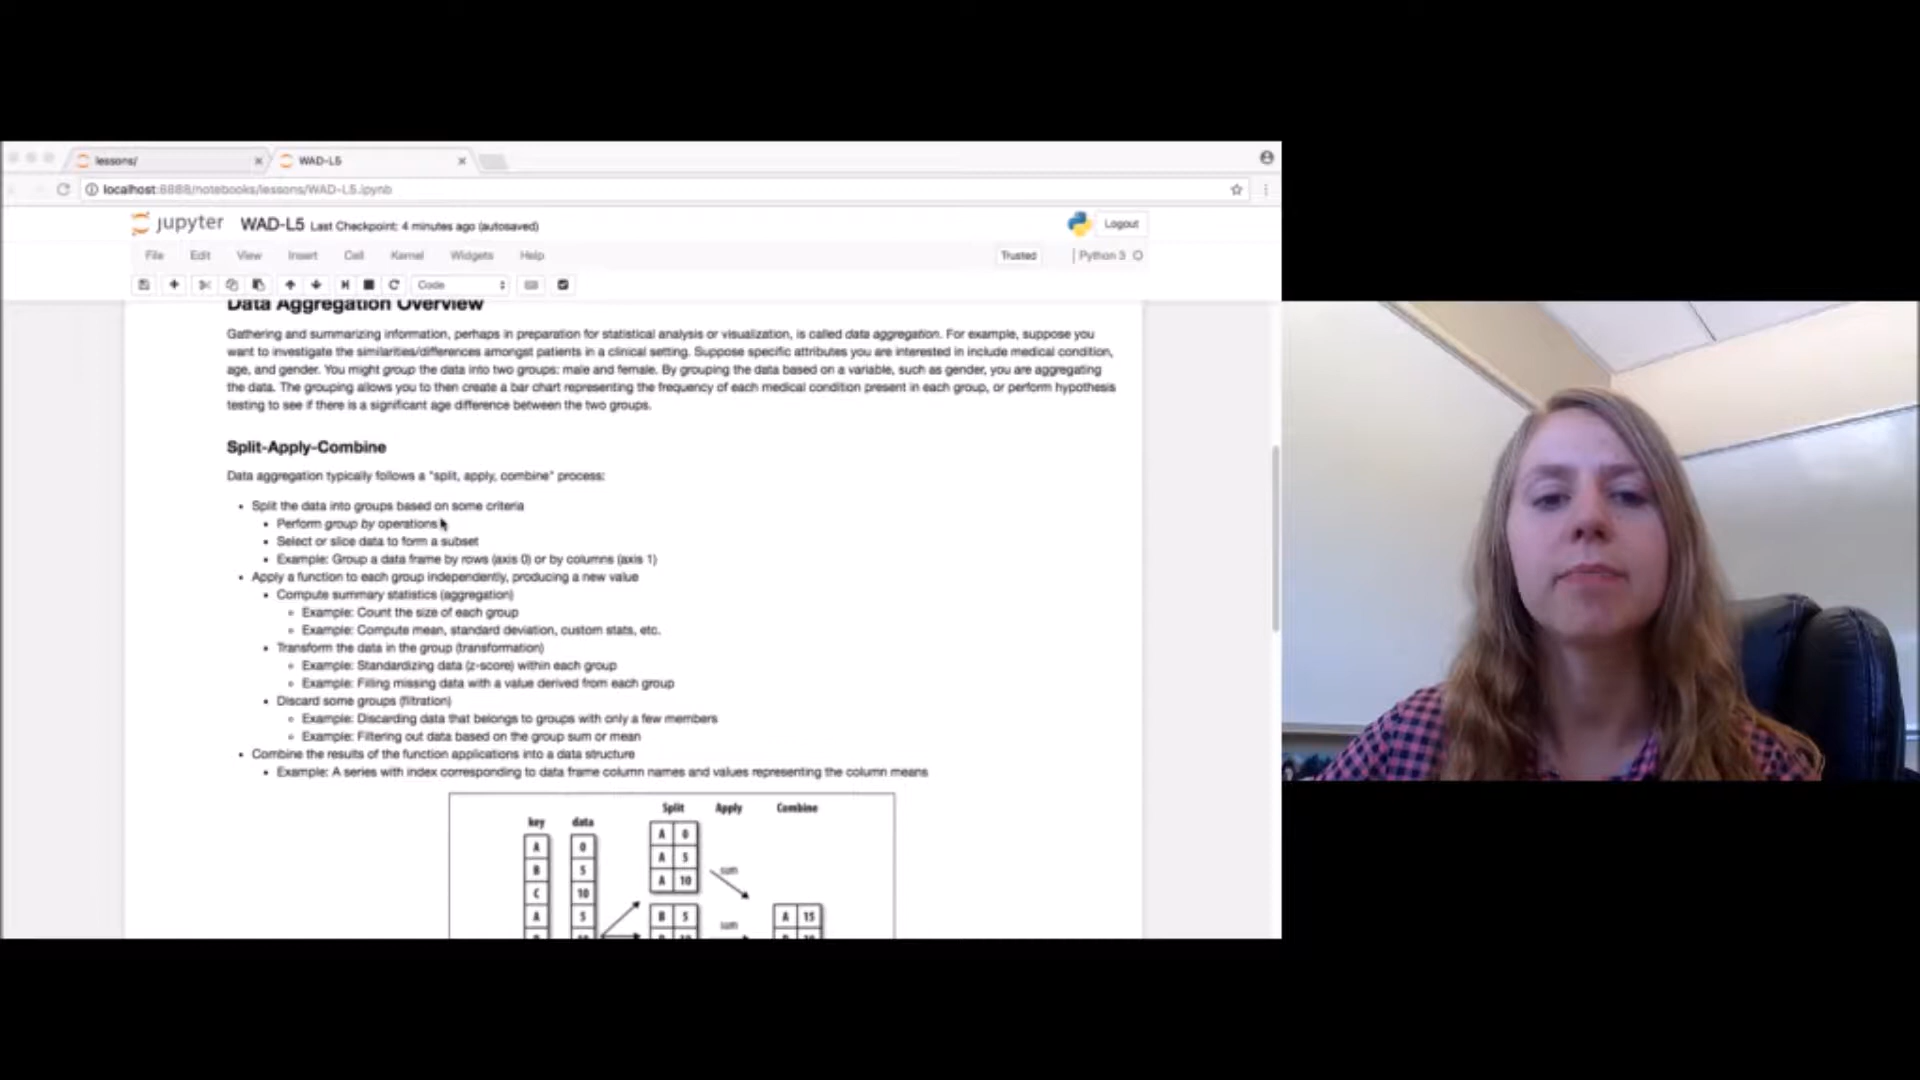 lessons/
WAD-L5
localhost:8888/notebooks/lessons/WAD-L5.ipynb
jupyter WAD-L5 Last Checkpoint: 4 minutes ago (autosaved)
Logout
File Edit View Insert Cell Kernel Widgets Help
Trusted
Python 3
Code
Data Aggregation Overview
Gathering and summarizing information, perhaps in preparation for statistical analysis or visualization, is called data aggregation. For example, suppose you
want to investigate the similarities/differences amongst patients in a clinical setting. Suppose specific attributes you are interested in include medical condition,
age, and gender. You might group the data into two groups: male and female. By grouping the data based on a variable, such as gender, you are aggregating
the data. The grouping allows you to then create a bar chart representing the frequency of each medical condition present in each group, or perform hypothesis
testing to see if there is a significant age difference between the two groups.
Split-Apply-Combine
Data aggregation typically follows a "split, apply, combine" process:
• Split the data into groups based on some criteria
• Perform group by operations
• Select or slice data to form a subset
• Example: Group a data frame by rows (axis 0) or by columns (axis 1)
• Apply a function to each group independently, producing a new value
• Compute summary statistics (aggregation)
◦ Example: Count the size of each group
◦ Example: Compute mean, standard deviation, custom stats, etc.
• Transform the data in the group (transformation)
◦ Example: Standardizing data (z-score) within each group
◦ Example: Filling missing data with a value derived from each group
• Discard some groups (filtration)
◦ Example: Discarding data that belongs to groups with only a few members
◦ Example: Filtering out data based on the group sum or mean
• Combine the results of the function applications into a data structure
• Example: A series with index corresponding to data frame column names and values representing the column means
Split Apply Combine
key data
A 0
B 5
C 10
A 5
A 0
A 5
A 10
sum
B 5
sum
A 15